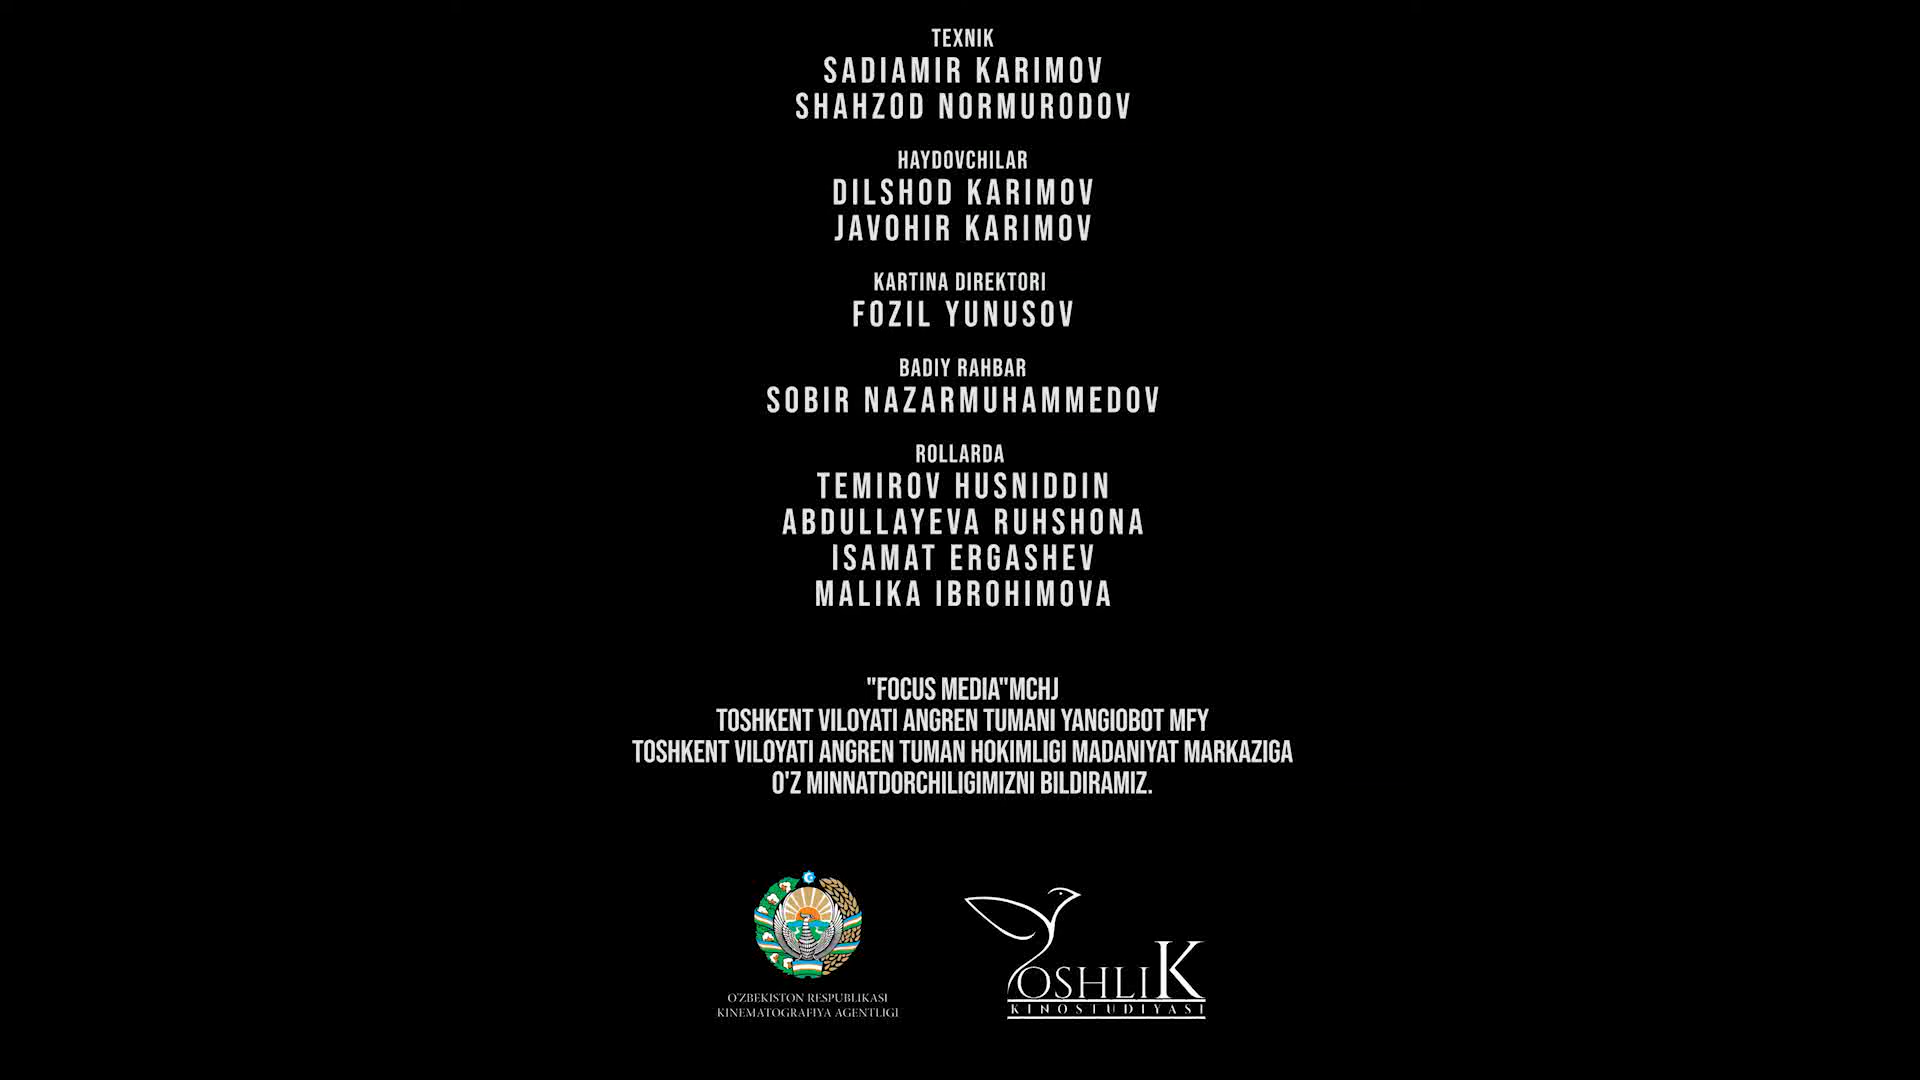 TEXNIK
SADIAMIR KARIMOV
SHAHZOD NORMURODOV
HAYDOVCHILAR
DILSHOD KARIMOV
JAVOHIR KARIMOV
KARTINA DIREKTORI
FOZIL YUNUSOV
BADIY RAHBAR
SOBIR NAZARMUHAMMEDOV
ROLLARDA
TEMIROV HUSNIDDIN
ABDULLAYEVA RUHSHONA
ISAMAT ERGASHEV
MALIKA IBROHIMOVA
"FOCUS MEDIA"MCHJ
TOSHKENT VILOYATI ANGREN TUMANI YANGIOBOT MFY
TOSHKENT VILOYATI ANGREN TUMAN HOKIMLIGI MADANIYAT MARKAZIGA
O'Z MINNATDORCHILIGIMIZNI BILDIRAMIZ.
O'ZBEKISTON RESPUBLIKASI
KINEMATOGRAFIYA AGENTLIGI
YOSHLIK
KINOSTUDIYASI